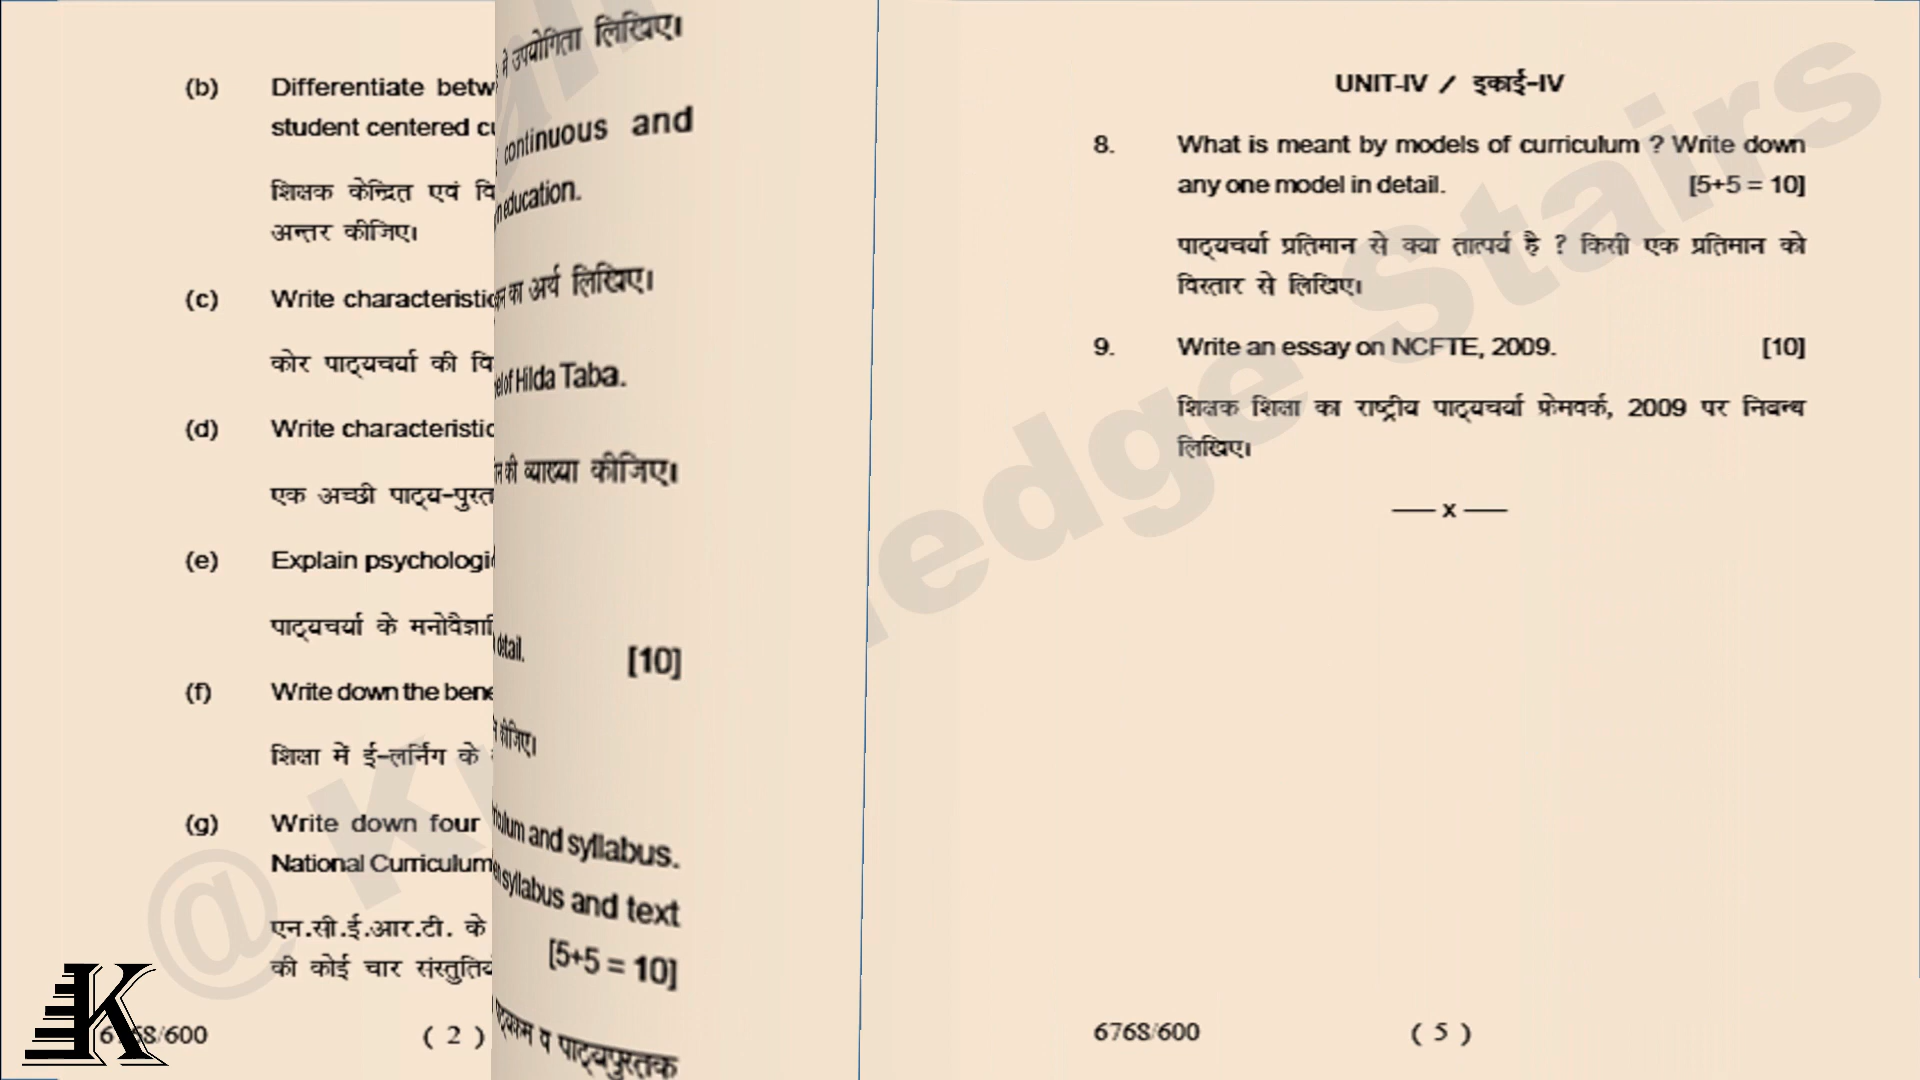 (b) Differentiate betw
student centered cu
शिक्षक केन्द्रित एवं वि
अन्तर कीजिए।
(c) Write characteristic
कोर पाठ्यचर्या की वि
(d) Write characteristic
एक अच्छी पाठ्य-पुस्त
(e) Explain psychologi
पाठ्यचर्या के मनोवैज्ञानि
(f) Write down the bene
शिक्षा में ई-लर्निंग के
(g) Write down four
National Curriculum
एन.सी.ई.आर.टी. के
की कोई चार संस्तुतिय
6768/600 ( 2 )
में उपयोगिता लिखिए।
continuous and
education.
का अर्थ लिखिए।
of Hilda Taba.
की व्याख्या कीजिए।
detail. [10]
कीजिए।
and syllabus.
syllabus and text
[5+5 = 10]
व पाठ्यपुस्तक
UNIT-IV / इकाई-IV
8. What is meant by models of curriculum ? Write down
any one model in detail. [5+5 = 10]
पाठ्यचर्या प्रतिमान से क्या तात्पर्य है ? किसी एक प्रतिमान को
विस्तार से लिखिए।
9. Write an essay on NCFTE, 2009. [10]
शिक्षक शिक्षा का राष्ट्रीय पाठ्यचर्या फ्रेमवर्क, 2009 पर निबन्ध
लिखिए।
x
6768/600 ( 5 )
@ K
edge Stairs
K